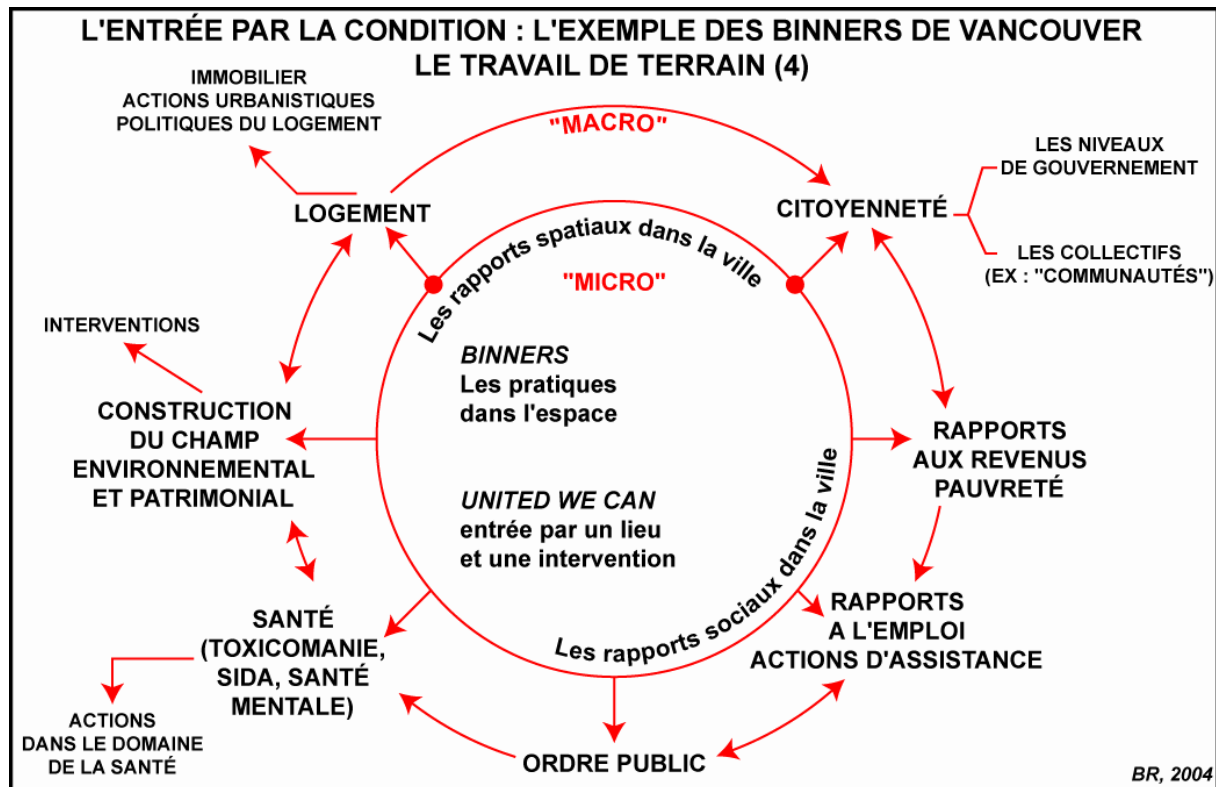 L'ENTRÉE PAR LA CONDITION : L'EXEMPLE DES BINNERS DE VANCOUVER
LE TRAVAIL DE TERRAIN (4)
IMMOBILIER
ACTIONS URBANISTIQUES
POLITIQUES DU LOGEMENT
"MACRO"
LES NIVEAUX
DE GOUVERNEMENT
LOGEMENT
CITOYENNETÉ
LES COLLECTIFS
(EX : "COMMUNAUTÉS")
Les rapports spatiaux dans la ville
"MICRO"
INTERVENTIONS
BINNERS
Les pratiques
dans l'espace
CONSTRUCTION
DU CHAMP
ENVIRONNEMENTAL
ET PATRIMONIAL
RAPPORTS
AUX REVENUS
PAUVRETÉ
UNITED WE CAN
entrée par un lieu
et une intervention
Les rapports sociaux dans la ville
SANTÉ
(TOXICOMANIE,
SIDA, SANTÉ
MENTALE)
RAPPORTS
A L'EMPLOI
ACTIONS D'ASSISTANCE
ACTIONS
DANS LE DOMAINE
DE LA SANTÉ
ORDRE PUBLIC
BR, 2004